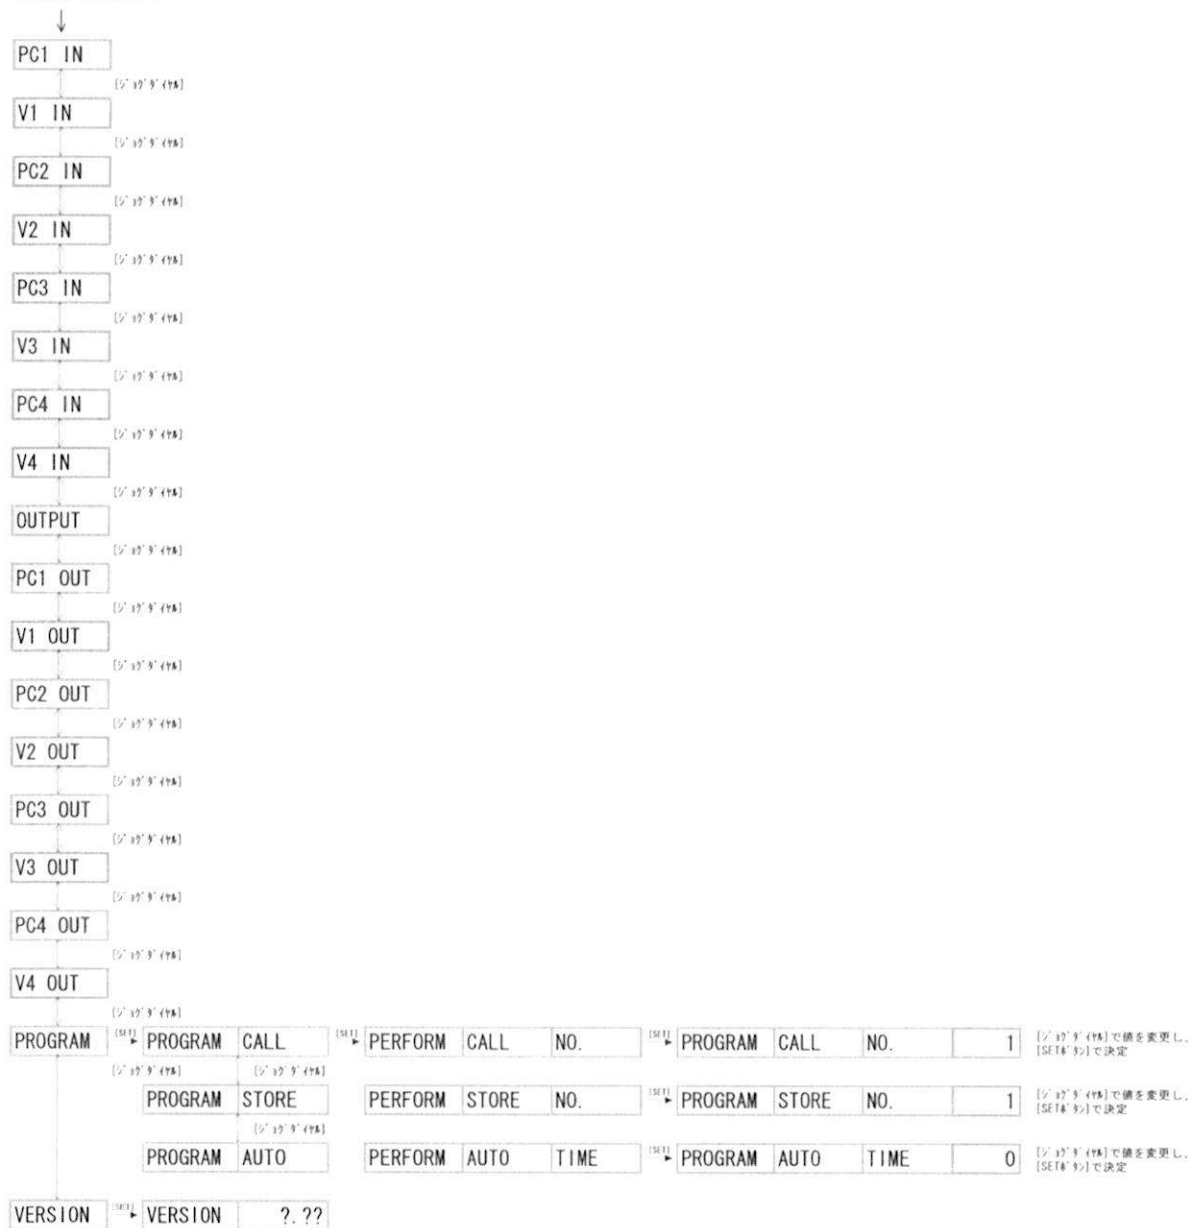 PC1 IN
[ｼﾞｮｸﾞﾀﾞｲﾔﾙ]
V1 IN
[ｼﾞｮｸﾞﾀﾞｲﾔﾙ]
PC2 IN
[ｼﾞｮｸﾞﾀﾞｲﾔﾙ]
V2 IN
[ｼﾞｮｸﾞﾀﾞｲﾔﾙ]
PC3 IN
[ｼﾞｮｸﾞﾀﾞｲﾔﾙ]
V3 IN
[ｼﾞｮｸﾞﾀﾞｲﾔﾙ]
PC4 IN
[ｼﾞｮｸﾞﾀﾞｲﾔﾙ]
V4 IN
[ｼﾞｮｸﾞﾀﾞｲﾔﾙ]
OUTPUT
[ｼﾞｮｸﾞﾀﾞｲﾔﾙ]
PC1 OUT
[ｼﾞｮｸﾞﾀﾞｲﾔﾙ]
V1 OUT
[ｼﾞｮｸﾞﾀﾞｲﾔﾙ]
PC2 OUT
[ｼﾞｮｸﾞﾀﾞｲﾔﾙ]
V2 OUT
[ｼﾞｮｸﾞﾀﾞｲﾔﾙ]
PC3 OUT
[ｼﾞｮｸﾞﾀﾞｲﾔﾙ]
V3 OUT
[ｼﾞｮｸﾞﾀﾞｲﾔﾙ]
PC4 OUT
[ｼﾞｮｸﾞﾀﾞｲﾔﾙ]
V4 OUT
[ｼﾞｮｸﾞﾀﾞｲﾔﾙ]
PROGRAM [SET] PROGRAM CALL [SET] PERFORM CALL NO. [SET] PROGRAM CALL NO. 1 [ｼﾞｮｸﾞﾀﾞｲﾔﾙ]で値を変更し、
[SETﾎﾞﾀﾝ]で決定
[ｼﾞｮｸﾞﾀﾞｲﾔﾙ] [ｼﾞｮｸﾞﾀﾞｲﾔﾙ]
PROGRAM STORE PERFORM STORE NO. [SET] PROGRAM STORE NO. 1 [ｼﾞｮｸﾞﾀﾞｲﾔﾙ]で値を変更し、
[SETﾎﾞﾀﾝ]で決定
[ｼﾞｮｸﾞﾀﾞｲﾔﾙ]
PROGRAM AUTO PERFORM AUTO TIME [SET] PROGRAM AUTO TIME 0 [ｼﾞｮｸﾞﾀﾞｲﾔﾙ]で値を変更し、
[SETﾎﾞﾀﾝ]で決定
VERSION [SET] VERSION ?.??